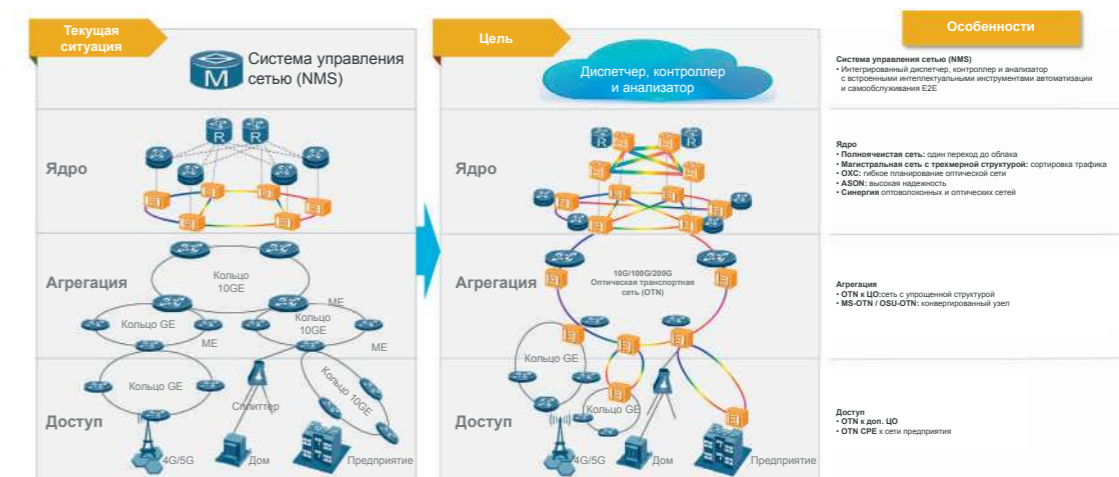 Текущая
ситуация
Система управления
сетью (NMS)
M
R
R
Ядро
Агрегация
Кольцо
10GE
ME
Кольцо GE
Кольцо
10GE
ME
ME
Кольцо GE
Кольцо 10GE
Сплиттер
Доступ
4G/5G
Дом
Предприятие
Цель
Диспетчер, контроллер
и анализатор
R
R
Ядро
Агрегация
10G/100G/200G
Оптическая транспортная
сеть (OTN)
Кольцо GE
Кольцо GE
Доступ
4G/5G
Дом
Предприятие
Особенности
Система управления сетью (NMS)
• Интегрированный диспетчер, контроллер и анализатор
с встроенными интеллектуальными инструментами автоматизации
и самообслуживания E2E
Ядро
• Полноячеистая сеть: один переход до облака
• Магистральная сеть с трехмерной структурой: сортировка трафика
• OXC: гибкое планирование оптической сети
• ASON: высокая надежность
• Синергия оптоволоконных и оптических сетей
Агрегация
• OTN к ЦО:сеть с упрощенной структурой
• MS-OTN / OSU-OTN: конвергированный узел
Доступ
• OTN к доп. ЦО
• OTN CPE к сети предприятия